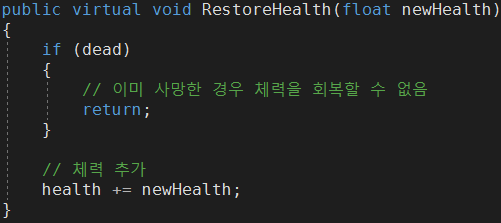 public virtual void RestoreHealth(float newHealth)
{
    if (dead)
    {
        // 이미 사망한 경우 체력을 회복할 수 없음
        return;
    }

    // 체력 추가
    health += newHealth;
}